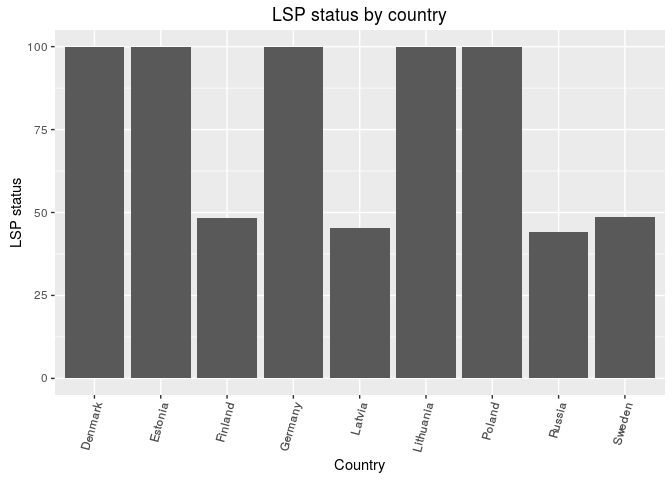 LSP status by country
LSP status
100
75
50
25
0
Denmark
Estonia
Finland
Germany
Latvia
Lithuania
Poland
Russia
Sweden
Country